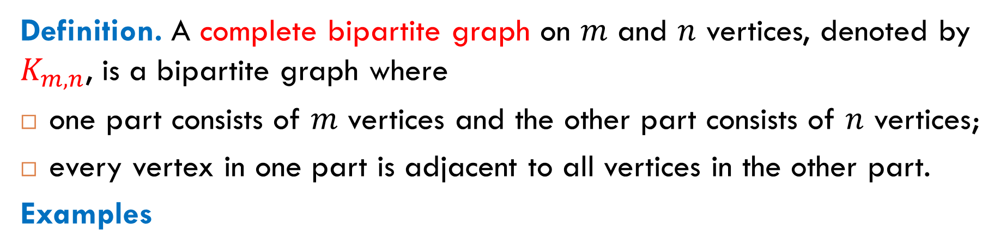 Definition. A complete bipartite graph on m and n vertices, denoted by
K_{m,n}, is a bipartite graph where
□ one part consists of m vertices and the other part consists of n vertices;
□ every vertex in one part is adjacent to all vertices in the other part.
Examples